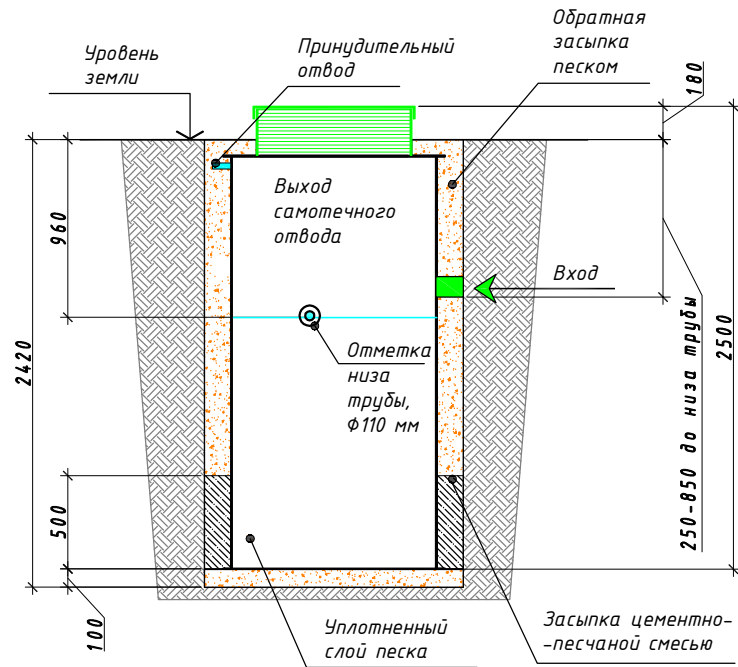 Уровень
земли
Принудительный
отвод
Обратная
засыпка
песком
180
Выход
самотечного
отвода
960
Вход
Отметка
низа
трубы,
Ф110 мм
2420
2500
250-850 до низа трубы
500
100
Уплотненный
слой песка
Засыпка цементно-
-песчаной смесью